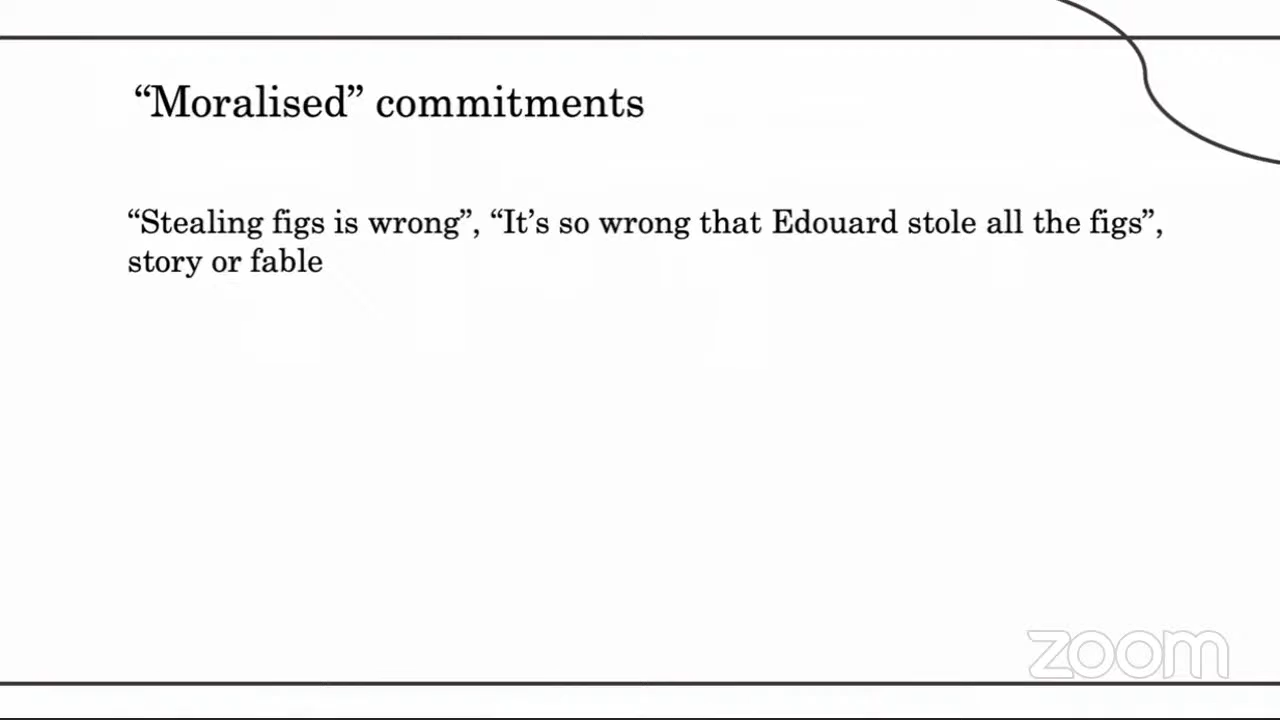 “Moralised” commitments
“Stealing figs is wrong”, “It’s so wrong that Edouard stole all the figs”,
story or fable
zoom